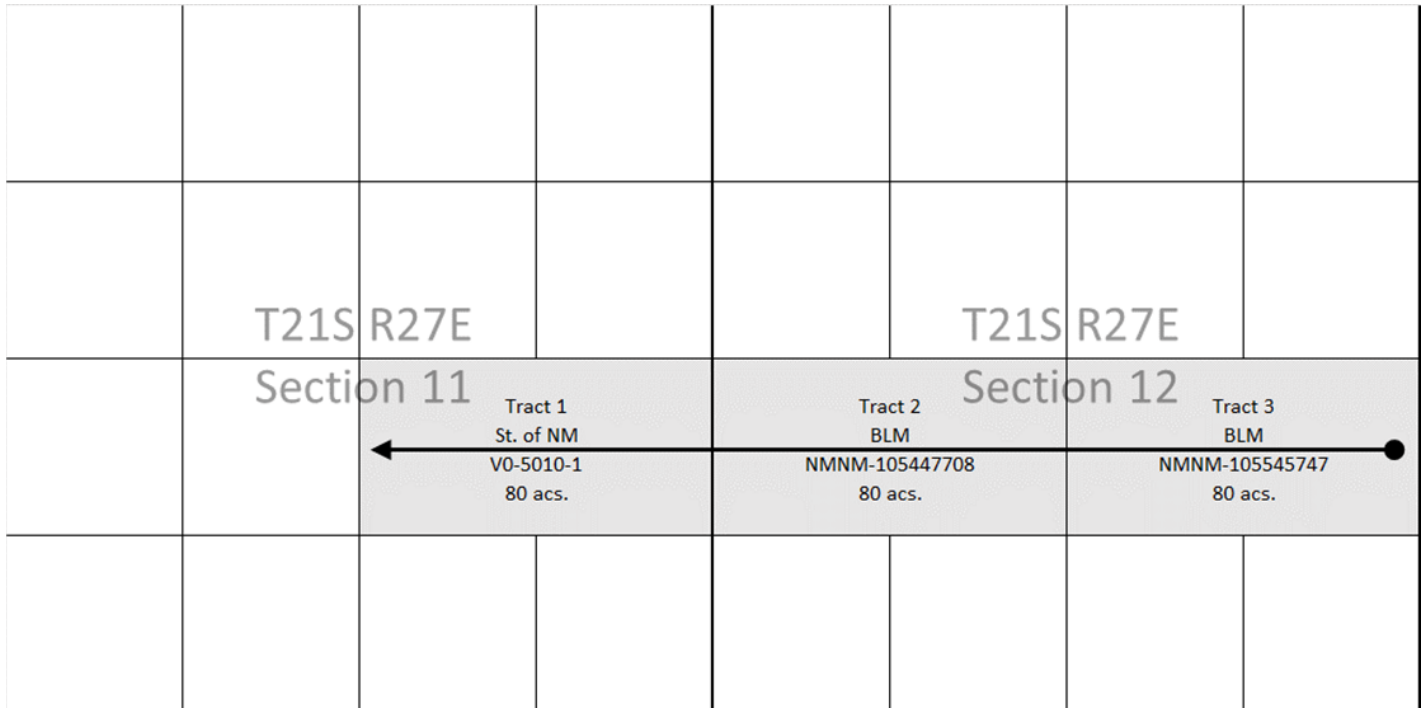 T21S R27E
Section 11
T21S R27E
Section 12
Tract 1
St. of NM
V0-5010-1
80 acs.
Tract 2
BLM
NMNM-105447708
80 acs.
Tract 3
BLM
NMNM-105545747
80 acs.